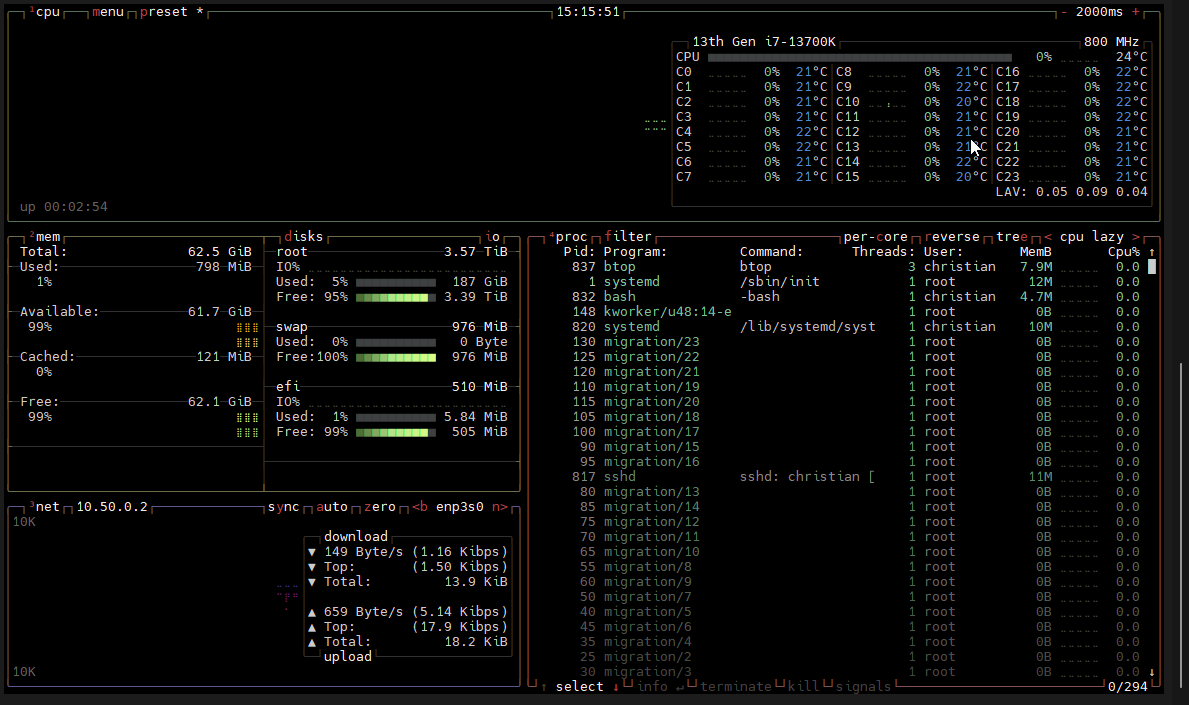 ¹cpu menu preset * 15:15:51 - 2000ms +
13th Gen i7-13700K 800 MHz
CPU 0% 24°C
C0 0% 21°C C8 0% 21°C C16 0% 22°C
C1 0% 21°C C9 0% 22°C C17 0% 22°C
C2 0% 21°C C10 0% 20°C C18 0% 22°C
C3 0% 21°C C11 0% 21°C C19 0% 22°C
C4 0% 22°C C12 0% 21°C C20 0% 21°C
C5 0% 22°C C13 0% 21°C C21 0% 21°C
C6 0% 21°C C14 0% 22°C C22 0% 21°C
C7 0% 21°C C15 0% 20°C C23 0% 21°C
LAV: 0.05 0.09 0.04
up 00:02:54
²mem
Total: 62.5 GiB
Used: 798 MiB
1%
Available: 61.7 GiB
99%
Cached: 121 MiB
0%
Free: 62.1 GiB
99%
disks io
root 3.57 TiB
IO%
Used: 5% 187 GiB
Free: 95% 3.39 TiB
swap 976 MiB
Used: 0% 0 Byte
Free:100% 976 MiB
efi 510 MiB
IO%
Used: 1% 5.84 MiB
Free: 99% 505 MiB
³net 10.50.0.2 sync auto zero <b enp3s0 n>
10K
download
▼ 149 Byte/s (1.16 Kibps)
▼ Top: (1.50 Kibps)
▼ Total: 13.9 KiB
▲ 659 Byte/s (5.14 Kibps)
▲ Top: (17.9 Kibps)
▲ Total: 18.2 KiB
upload
10K
⁴proc filter per-core reverse tree < cpu lazy >
Pid: Program: Command: Threads: User: MemB Cpu% ↑
837 btop btop 3 christian 7.9M 0.0
1 systemd /sbin/init 1 root 12M 0.0
832 bash -bash 1 christian 4.7M 0.0
148 kworker/u48:14-e 1 root 0B 0.0
820 systemd /lib/systemd/syst 1 christian 10M 0.0
130 migration/23 1 root 0B 0.0
125 migration/22 1 root 0B 0.0
120 migration/21 1 root 0B 0.0
110 migration/19 1 root 0B 0.0
115 migration/20 1 root 0B 0.0
105 migration/18 1 root 0B 0.0
100 migration/17 1 root 0B 0.0
90 migration/15 1 root 0B 0.0
95 migration/16 1 root 0B 0.0
817 sshd sshd: christian [ 1 root 11M 0.0
80 migration/13 1 root 0B 0.0
85 migration/14 1 root 0B 0.0
75 migration/12 1 root 0B 0.0
70 migration/11 1 root 0B 0.0
65 migration/10 1 root 0B 0.0
55 migration/8 1 root 0B 0.0
60 migration/9 1 root 0B 0.0
50 migration/7 1 root 0B 0.0
40 migration/5 1 root 0B 0.0
45 migration/6 1 root 0B 0.0
35 migration/4 1 root 0B 0.0
25 migration/2 1 root 0B 0.0
30 migration/3 1 root 0B 0.0 ↓
↑ select ↓ info ↵ terminate kill signals 0/294